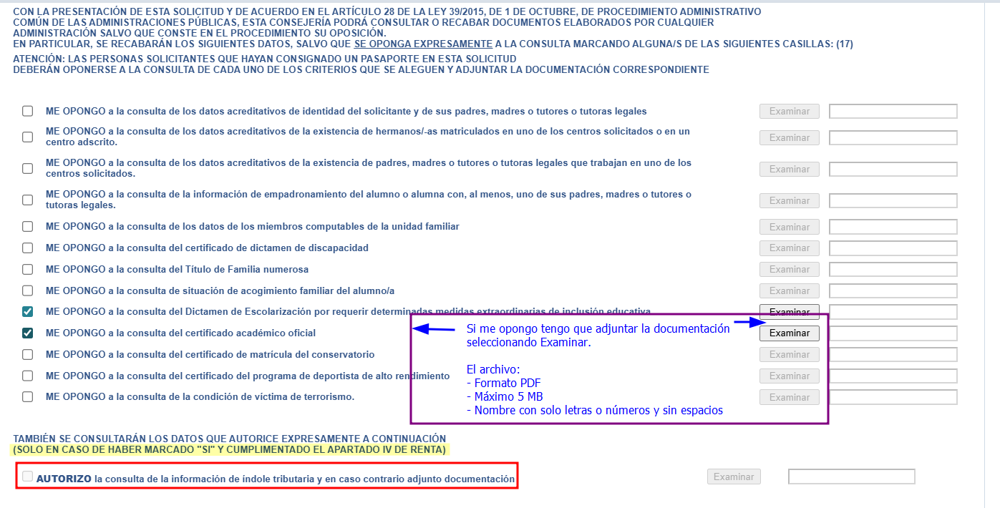 CON LA PRESENTACIÓN DE ESTA SOLICITUD Y DE ACUERDO EN EL ARTÍCULO 28 DE LA LEY 39/2015, DE 1 DE OCTUBRE, DE PROCEDIMIENTO ADMINISTRATIVO
COMÚN DE LAS ADMINISTRACIONES PÚBLICAS, ESTA CONSEJERÍA PODRÁ CONSULTAR O RECABAR DOCUMENTOS ELABORADOS POR CUALQUIER
ADMINISTRACIÓN SALVO QUE CONSTE EN EL PROCEDIMIENTO SU OPOSICIÓN.
EN PARTICULAR, SE RECABARÁN LOS SIGUIENTES DATOS, SALVO QUE SE OPONGA EXPRESAMENTE A LA CONSULTA MARCANDO ALGUNA/S DE LAS SIGUIENTES CASILLAS: (17)
ATENCIÓN: LAS PERSONAS SOLICITANTES QUE HAYAN CONSIGNADO UN PASAPORTE EN ESTA SOLICITUD
DEBERÁN OPONERSE A LA CONSULTA DE CADA UNO DE LOS CRITERIOS QUE SE ALEGUEN Y ADJUNTAR LA DOCUMENTACIÓN CORRESPONDIENTE
ME OPONGO a la consulta de los datos acreditativos de identidad del solicitante y de sus padres, madres o tutores o tutoras legales
Examinar
ME OPONGO a la consulta de los datos acreditativos de la existencia de hermanos/-as matriculados en uno de los centros solicitados o en un
centro adscrito.
Examinar
ME OPONGO a la consulta de los datos acreditativos de la existencia de padres, madres o tutores o tutoras legales que trabajan en uno de los
centros solicitados.
Examinar
ME OPONGO a la consulta de la información de empadronamiento del alumno o alumna con, al menos, uno de sus padres, madres o tutores o
tutoras legales.
Examinar
ME OPONGO a la consulta de los datos de los miembros computables de la unidad familiar
Examinar
ME OPONGO a la consulta del certificado de dictamen de discapacidad
Examinar
ME OPONGO a la consulta del Título de Familia numerosa
Examinar
ME OPONGO a la consulta de situación de acogimiento familiar del alumno/a
Examinar
ME OPONGO a la consulta del Dictamen de Escolarización por requerir determinadas medidas extraordinarias de inclusión educativa
Examinar
ME OPONGO a la consulta del certificado académico oficial
Examinar
ME OPONGO a la consulta del certificado de matrícula del conservatorio
Examinar
ME OPONGO a la consulta del certificado del programa de deportista de alto rendimiento
Examinar
ME OPONGO a la consulta de la condición de víctima de terrorismo.
Examinar
Si me opongo tengo que adjuntar la documentación
seleccionando Examinar.
El archivo:
- Formato PDF
- Máximo 5 MB
- Nombre con solo letras o números y sin espacios
TAMBIÉN SE CONSULTARÁN LOS DATOS QUE AUTORICE EXPRESAMENTE A CONTINUACIÓN
(SOLO EN CASO DE HABER MARCADO "SI" Y CUMPLIMENTADO EL APARTADO IV DE RENTA)
AUTORIZO la consulta de la información de índole tributaria y en caso contrario adjunto documentación
Examinar